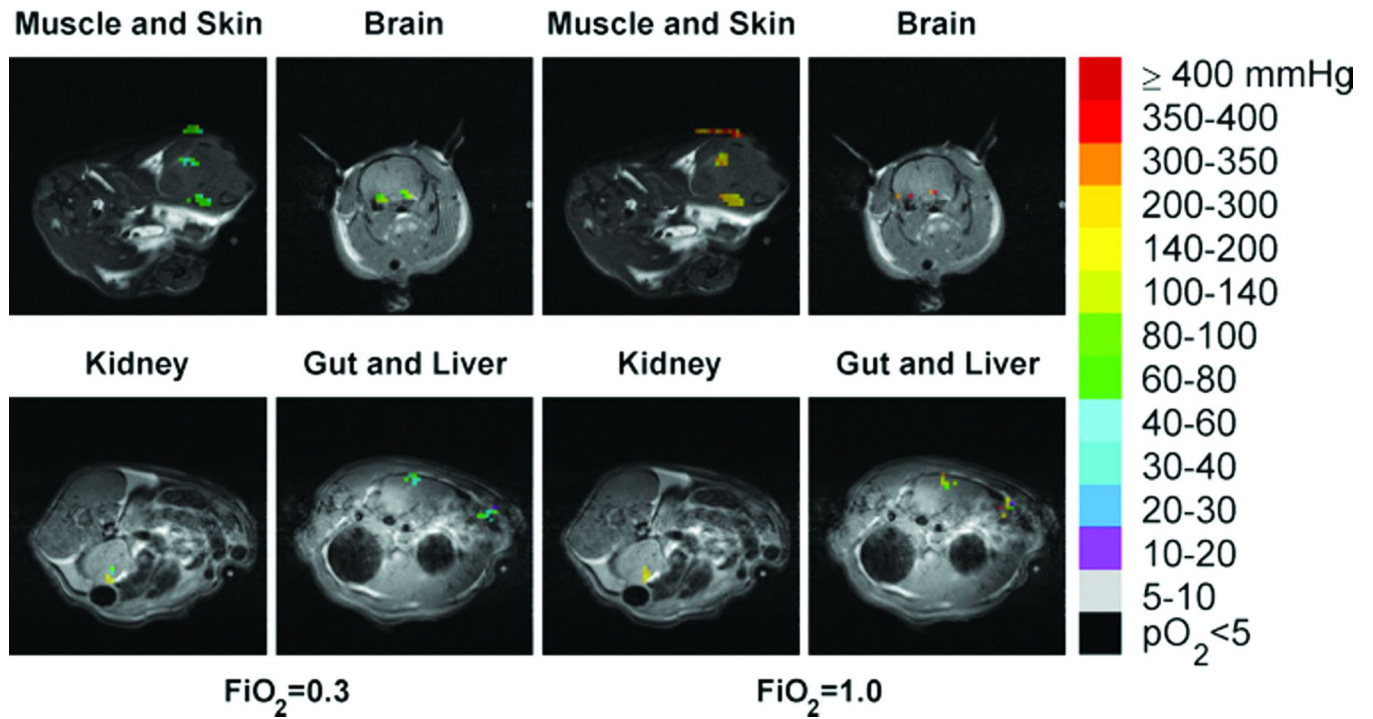 Muscle and Skin Brain Muscle and Skin Brain
≥ 400 mmHg
350-400
300-350
200-300
140-200
100-140
80-100
Kidney Gut and Liver Kidney Gut and Liver
60-80
40-60
30-40
20-30
10-20
5-10
pO₂<5
FiO₂=0.3 FiO₂=1.0